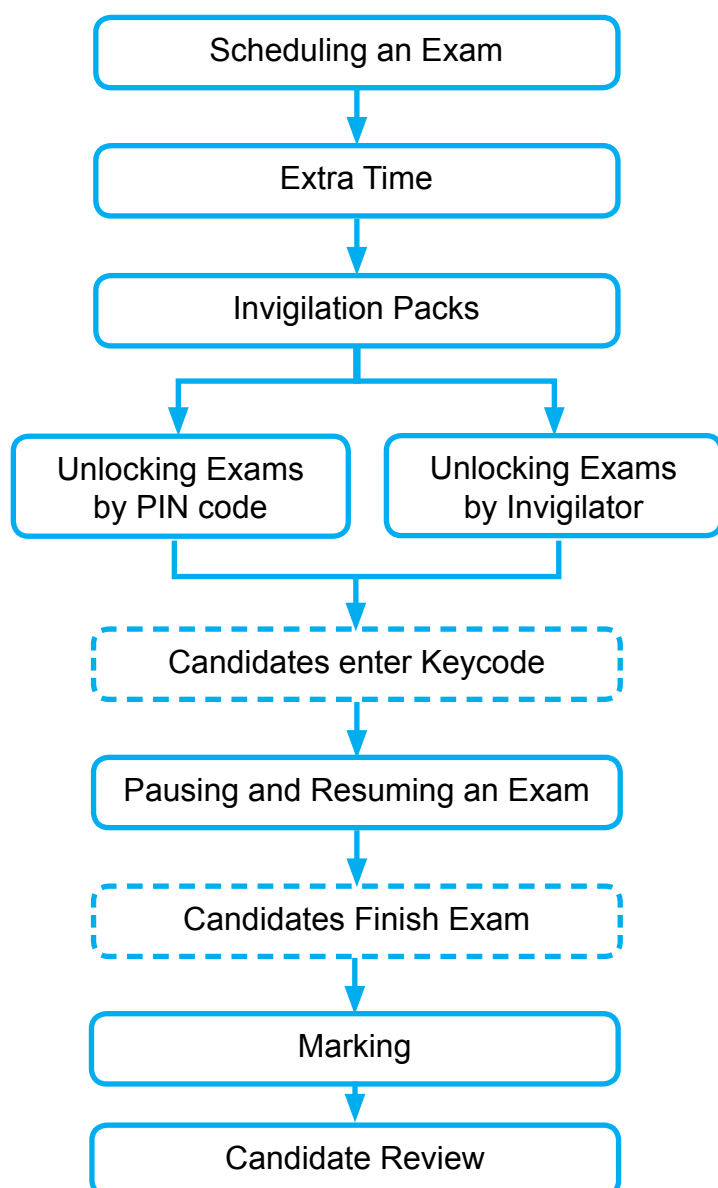 Scheduling an Exam
Extra Time
Invigilation Packs
Unlocking Exams
by PIN code
Unlocking Exams
by Invigilator
Candidates enter Keycode
Pausing and Resuming an Exam
Candidates Finish Exam
Marking
Candidate Review